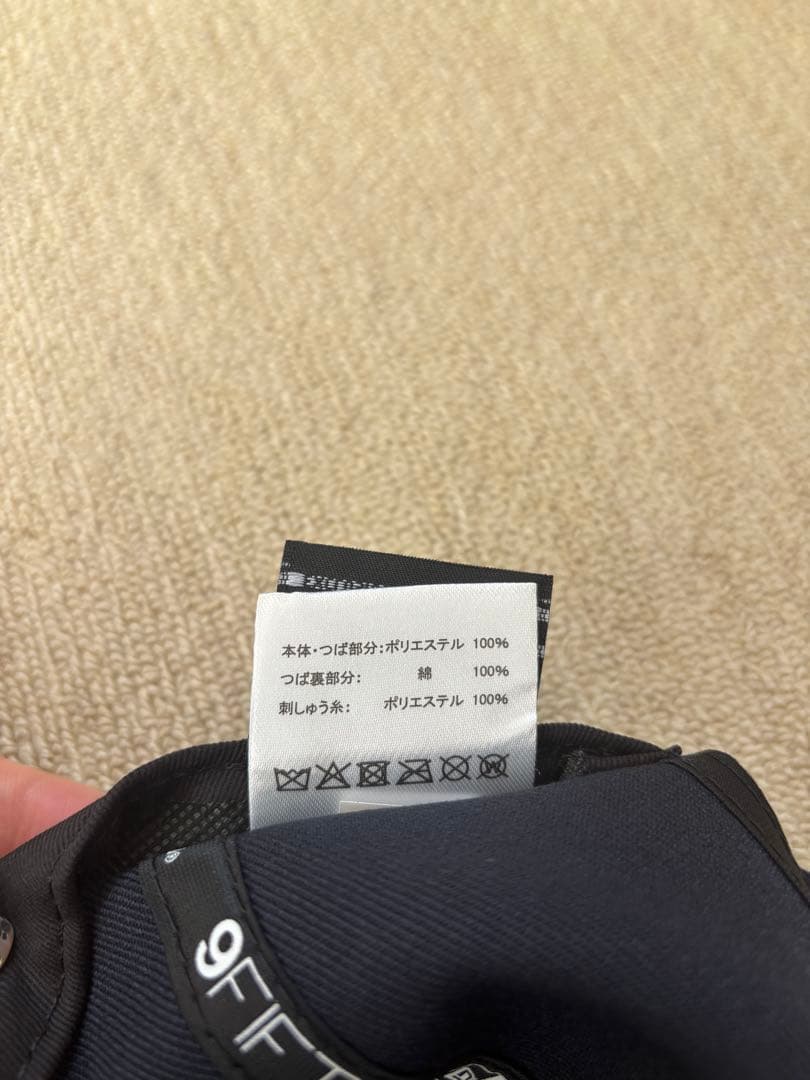 本体・つば部分:ポリエステル 100%
つば裏部分: 綿 100%
刺しゅう糸: ポリエステル 100%
9FIFT